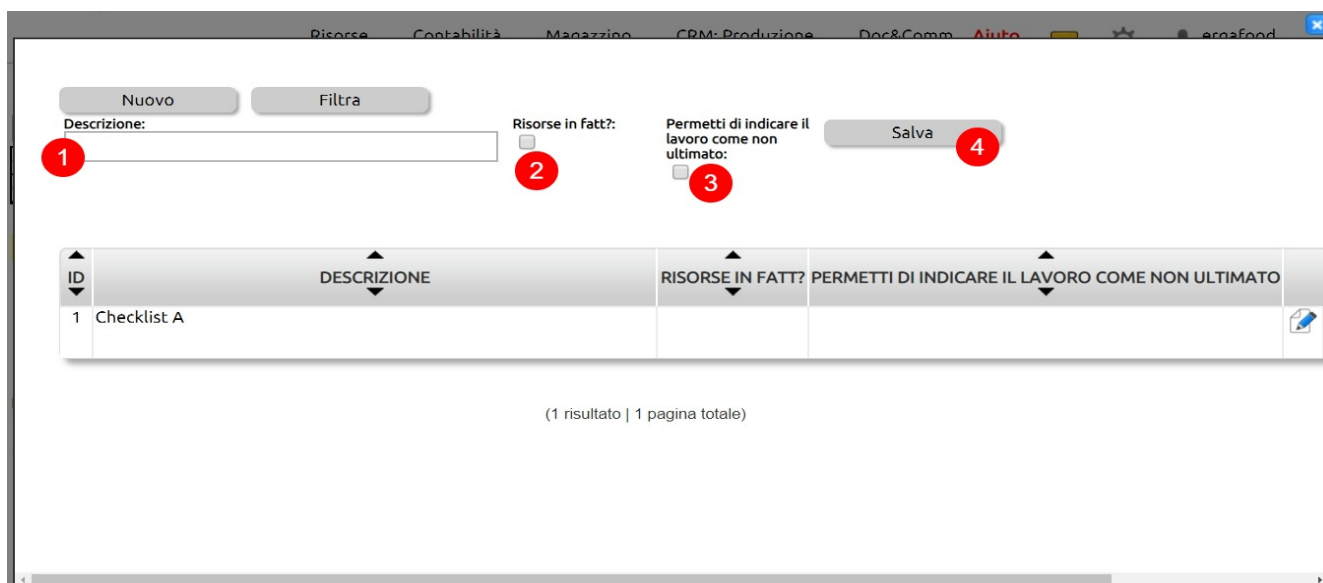 Risorse Contabilità Magazzino CRM: Produzione Doc&Comm Aiuto ergafood
Nuovo Filtra
Descrizione: Risorse in fatt?: Permetti di indicare il
lavoro come non
ultimato:
Salva
1 2 3 4
ID DESCRIZIONE RISORSE IN FATT? PERMETTI DI INDICARE IL LAVORO COME NON ULTIMATO
1 Checklist A
(1 risultato | 1 pagina totale)